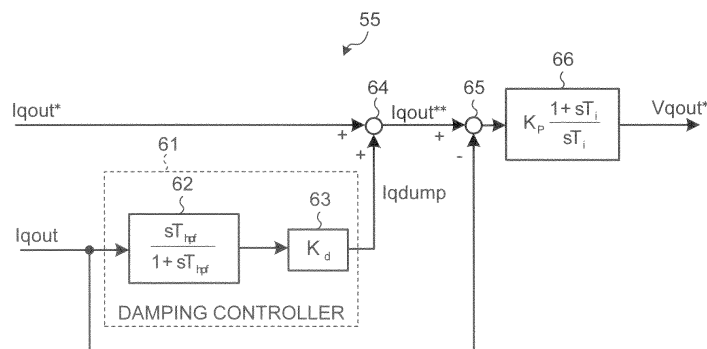 55
66
64
65
Iqout*
Iqout**
Vqout*
+
+
+
-
K_P (1 + sT_i) / (sT_i)
61
62
63
Iqdump
Iqout
sT_hpf
1 + sT_hpf
K_d
DAMPING CONTROLLER